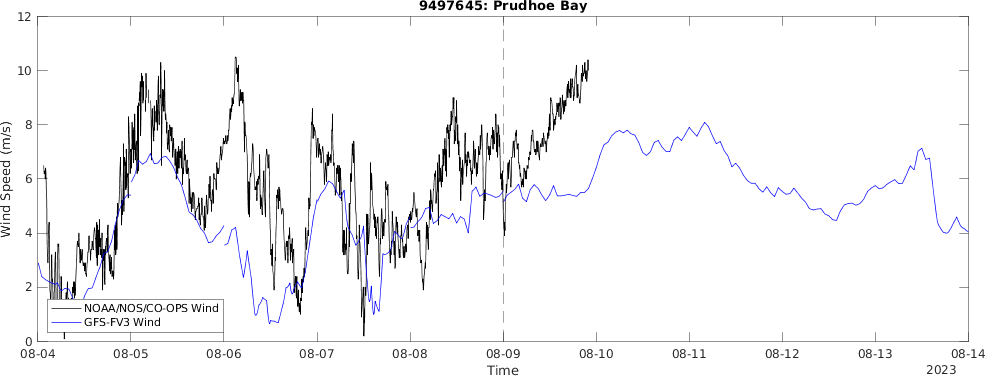 9497645: Prudhoe Bay
12
10
8
6
4
2
0
Wind Speed (m/s)
NOAA/NOS/CO-OPS Wind
GFS-FV3 Wind
08-04 08-05 08-06 08-07 08-08 08-09 08-10 08-11 08-12 08-13 08-14
Time
2023